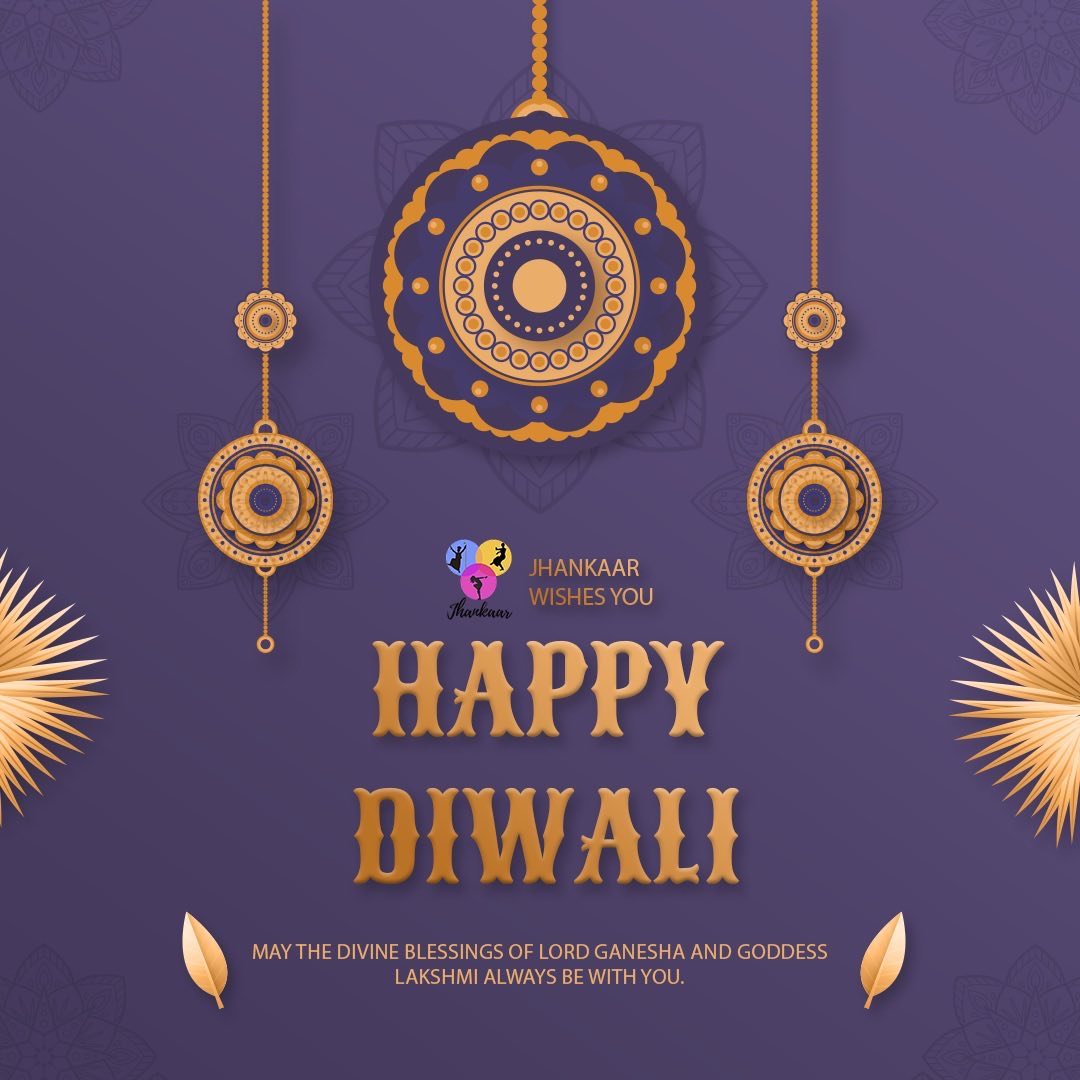 Jhankaar
JHANKAAR
WISHES YOU
HAPPY
DIWALI
MAY THE DIVINE BLESSINGS OF LORD GANESHA AND GODDESS
LAKSHMI ALWAYS BE WITH YOU.